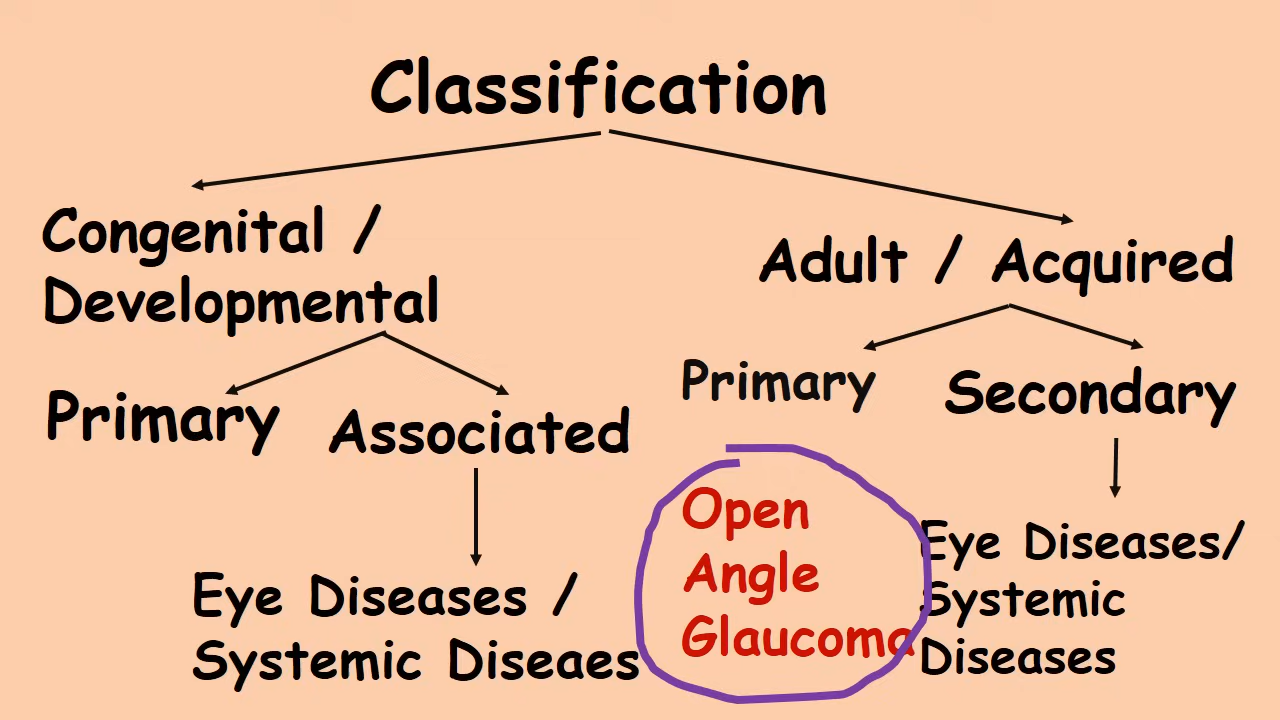 Classification
Congenital /
Developmental
Adult / Acquired
Primary
Associated
Primary
Secondary
Open
Angle
Glaucoma
Eye Diseases /
Systemic Diseaes
Eye Diseases/
Systemic
Diseases